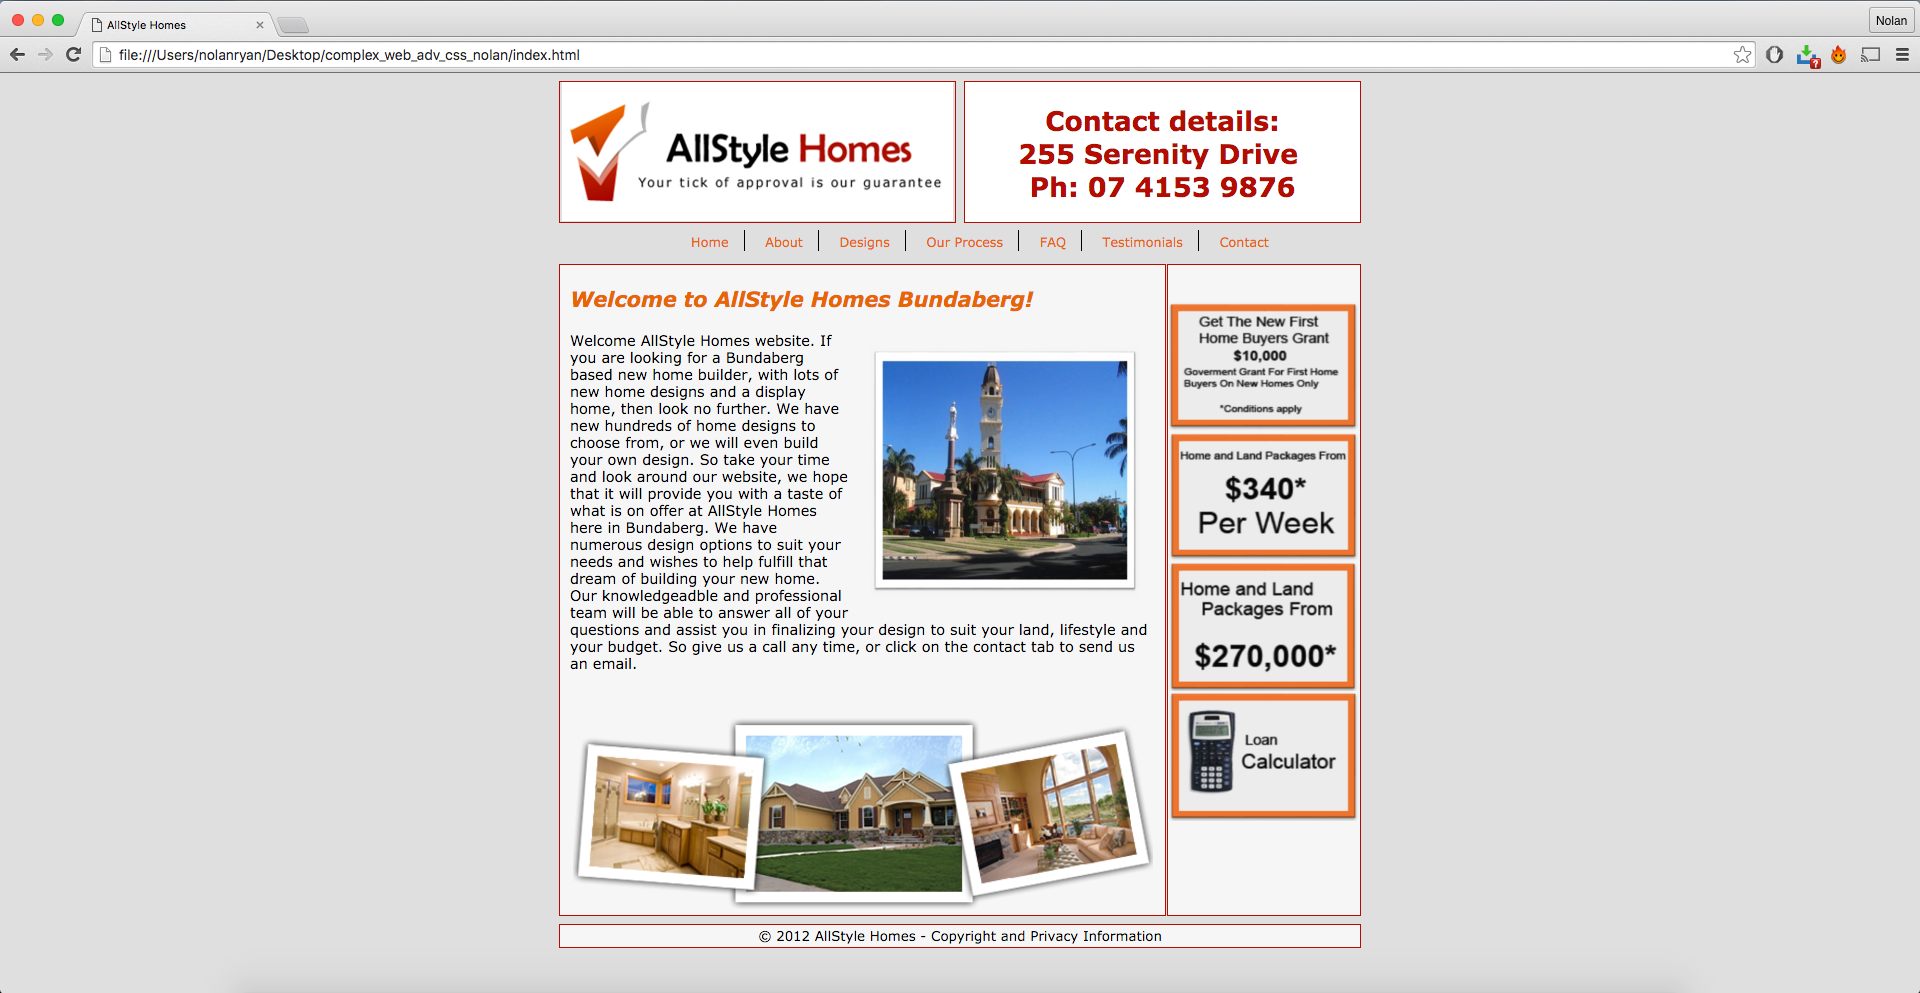 AllStyle Homes
Nolan
file:///Users/nolanryan/Desktop/complex_web_adv_css_nolan/index.html
?
AllStyle Homes
Your tick of approval is our guarantee
Contact details:
255 Serenity Drive
Ph: 07 4153 9876
Home
About
Designs
Our Process
FAQ
Testimonials
Contact
Welcome to AllStyle Homes Bundaberg!
Welcome AllStyle Homes website. If
you are looking for a Bundaberg
based new home builder, with lots of
new home designs and a display
home, then look no further. We have
new hundreds of home designs to
choose from, or we will even build
your own design. So take your time
and look around our website, we hope
that it will provide you with a taste of
what is on offer at AllStyle Homes
here in Bundaberg. We have
numerous design options to suit your
needs and wishes to help fulfill that
dream of building your new home.
Our knowledgeadble and professional
team will be able to answer all of your
questions and assist you in finalizing your design to suit your land, lifestyle and
your budget. So give us a call any time, or click on the contact tab to send us
an email.
Get The New First
Home Buyers Grant
$10,000
Goverment Grant For First Home
Buyers On New Homes Only
*Conditions apply
Home and Land Packages From
$340*
Per Week
Home and Land
Packages From
$270,000*
Loan
Calculator
© 2012 AllStyle Homes - Copyright and Privacy Information